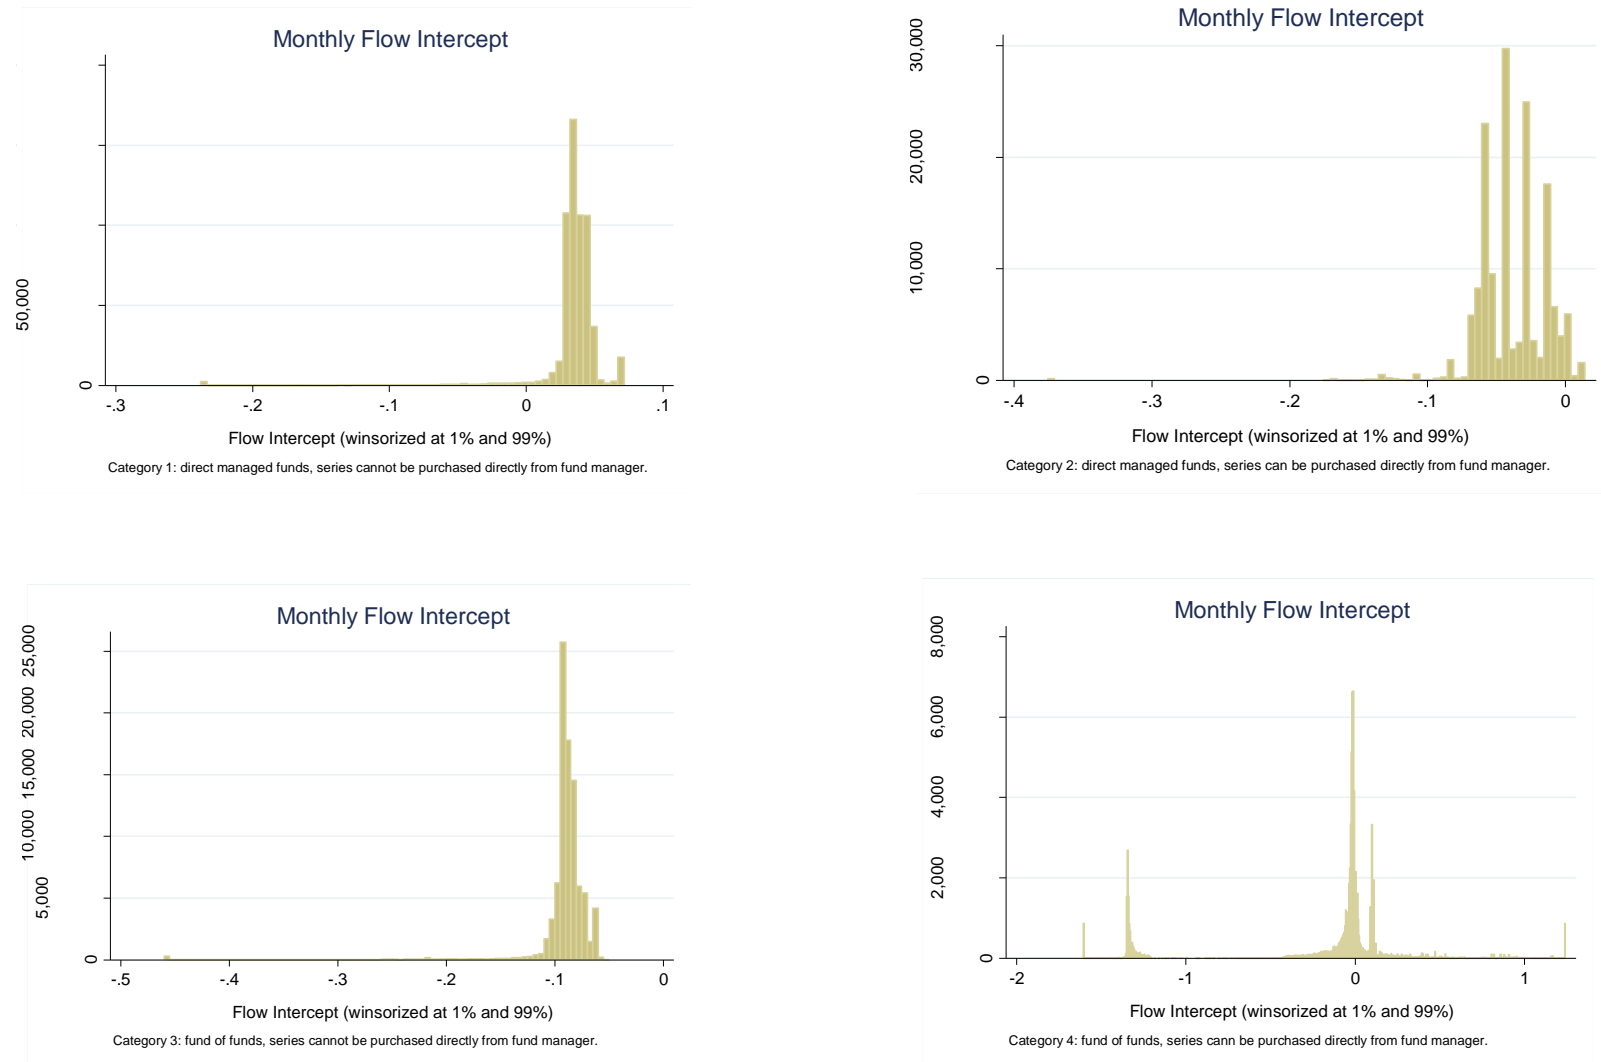 Monthly Flow Intercept
50,000
0
-.3 -.2 -.1 0 .1
Flow Intercept (winsorized at 1% and 99%)
Category 1: direct managed funds, series cannot be purchased directly from fund manager.
Monthly Flow Intercept
30,000
20,000
10,000
0
-.4 -.3 -.2 -.1 0
Flow Intercept (winsorized at 1% and 99%)
Category 2: direct managed funds, series can be purchased directly from fund manager.
Monthly Flow Intercept
25,000
20,000
15,000
10,000
5,000
0
-.5 -.4 -.3 -.2 -.1 0
Flow Intercept (winsorized at 1% and 99%)
Category 3: fund of funds, series cannot be purchased directly from fund manager.
Monthly Flow Intercept
8,000
6,000
4,000
2,000
0
-2 -1 0 1
Flow Intercept (winsorized at 1% and 99%)
Category 4: fund of funds, series cann be purchased directly from fund manager.